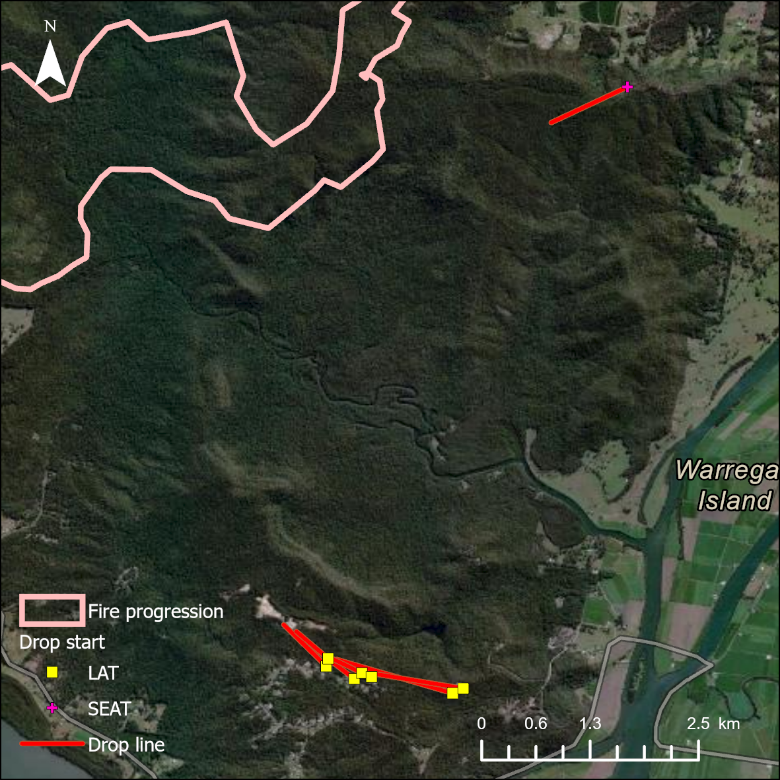 N
Warrega
Island
Fire progression
Drop start
LAT
SEAT
Drop line
0 0.6 1.3 2.5 km